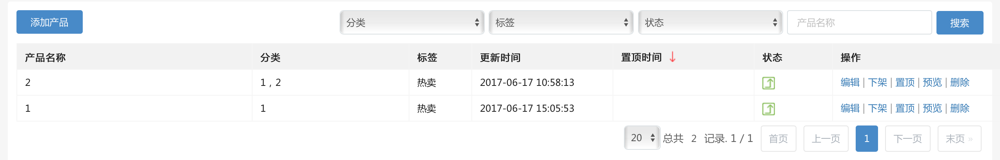 添加产品 分类 标签 状态 产品名称 搜索
产品名称 分类 标签 更新时间 置顶时间 ↓ 状态 操作
2 1 , 2 热卖 2017-06-17 10:58:13 编辑 | 下架 | 置顶 | 预览 | 删除
1 1 热卖 2017-06-17 15:05:53 编辑 | 下架 | 置顶 | 预览 | 删除
20 总共 2 记录. 1 / 1 首页 上一页 1 下一页 末页 »